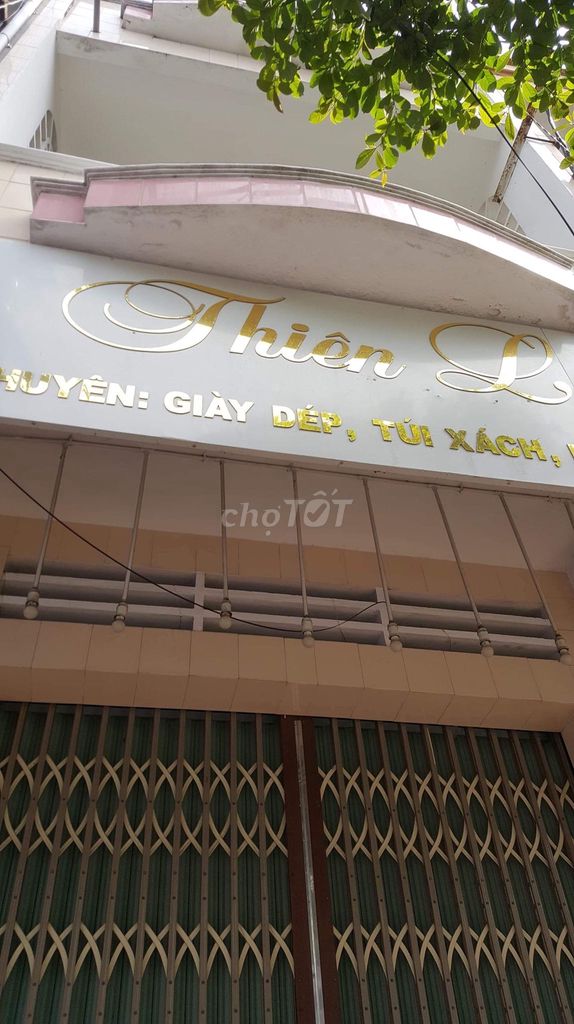 Thiên L
HUYÊN: GIÀY DÉP, TÚI XÁCH,
chợTỐT